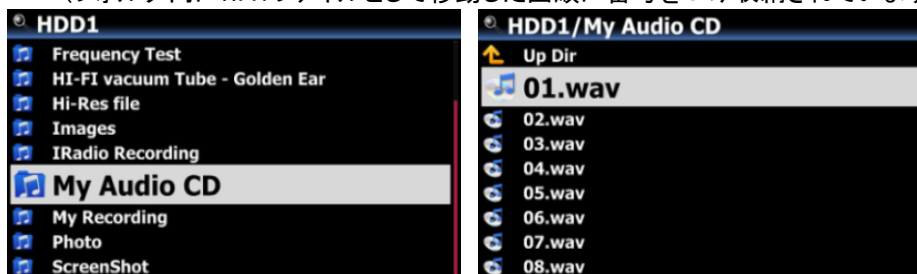 HDD1
Frequency Test
HI-FI vacuum Tube - Golden Ear
Hi-Res file
Images
IRadio Recording
My Audio CD
My Recording
Photo
ScreenShot
HDD1/My Audio CD
Up Dir
01.wav
02.wav
03.wav
04.wav
05.wav
06.wav
07.wav
08.wav